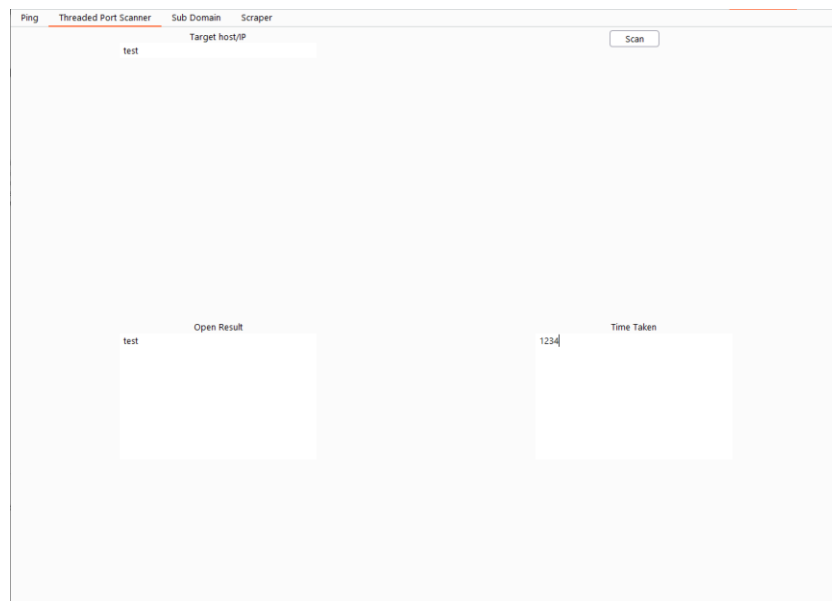 Ping Threaded Port Scanner Sub Domain Scraper
Target host/IP
Scan
test
Open Result
Time Taken
test
1234